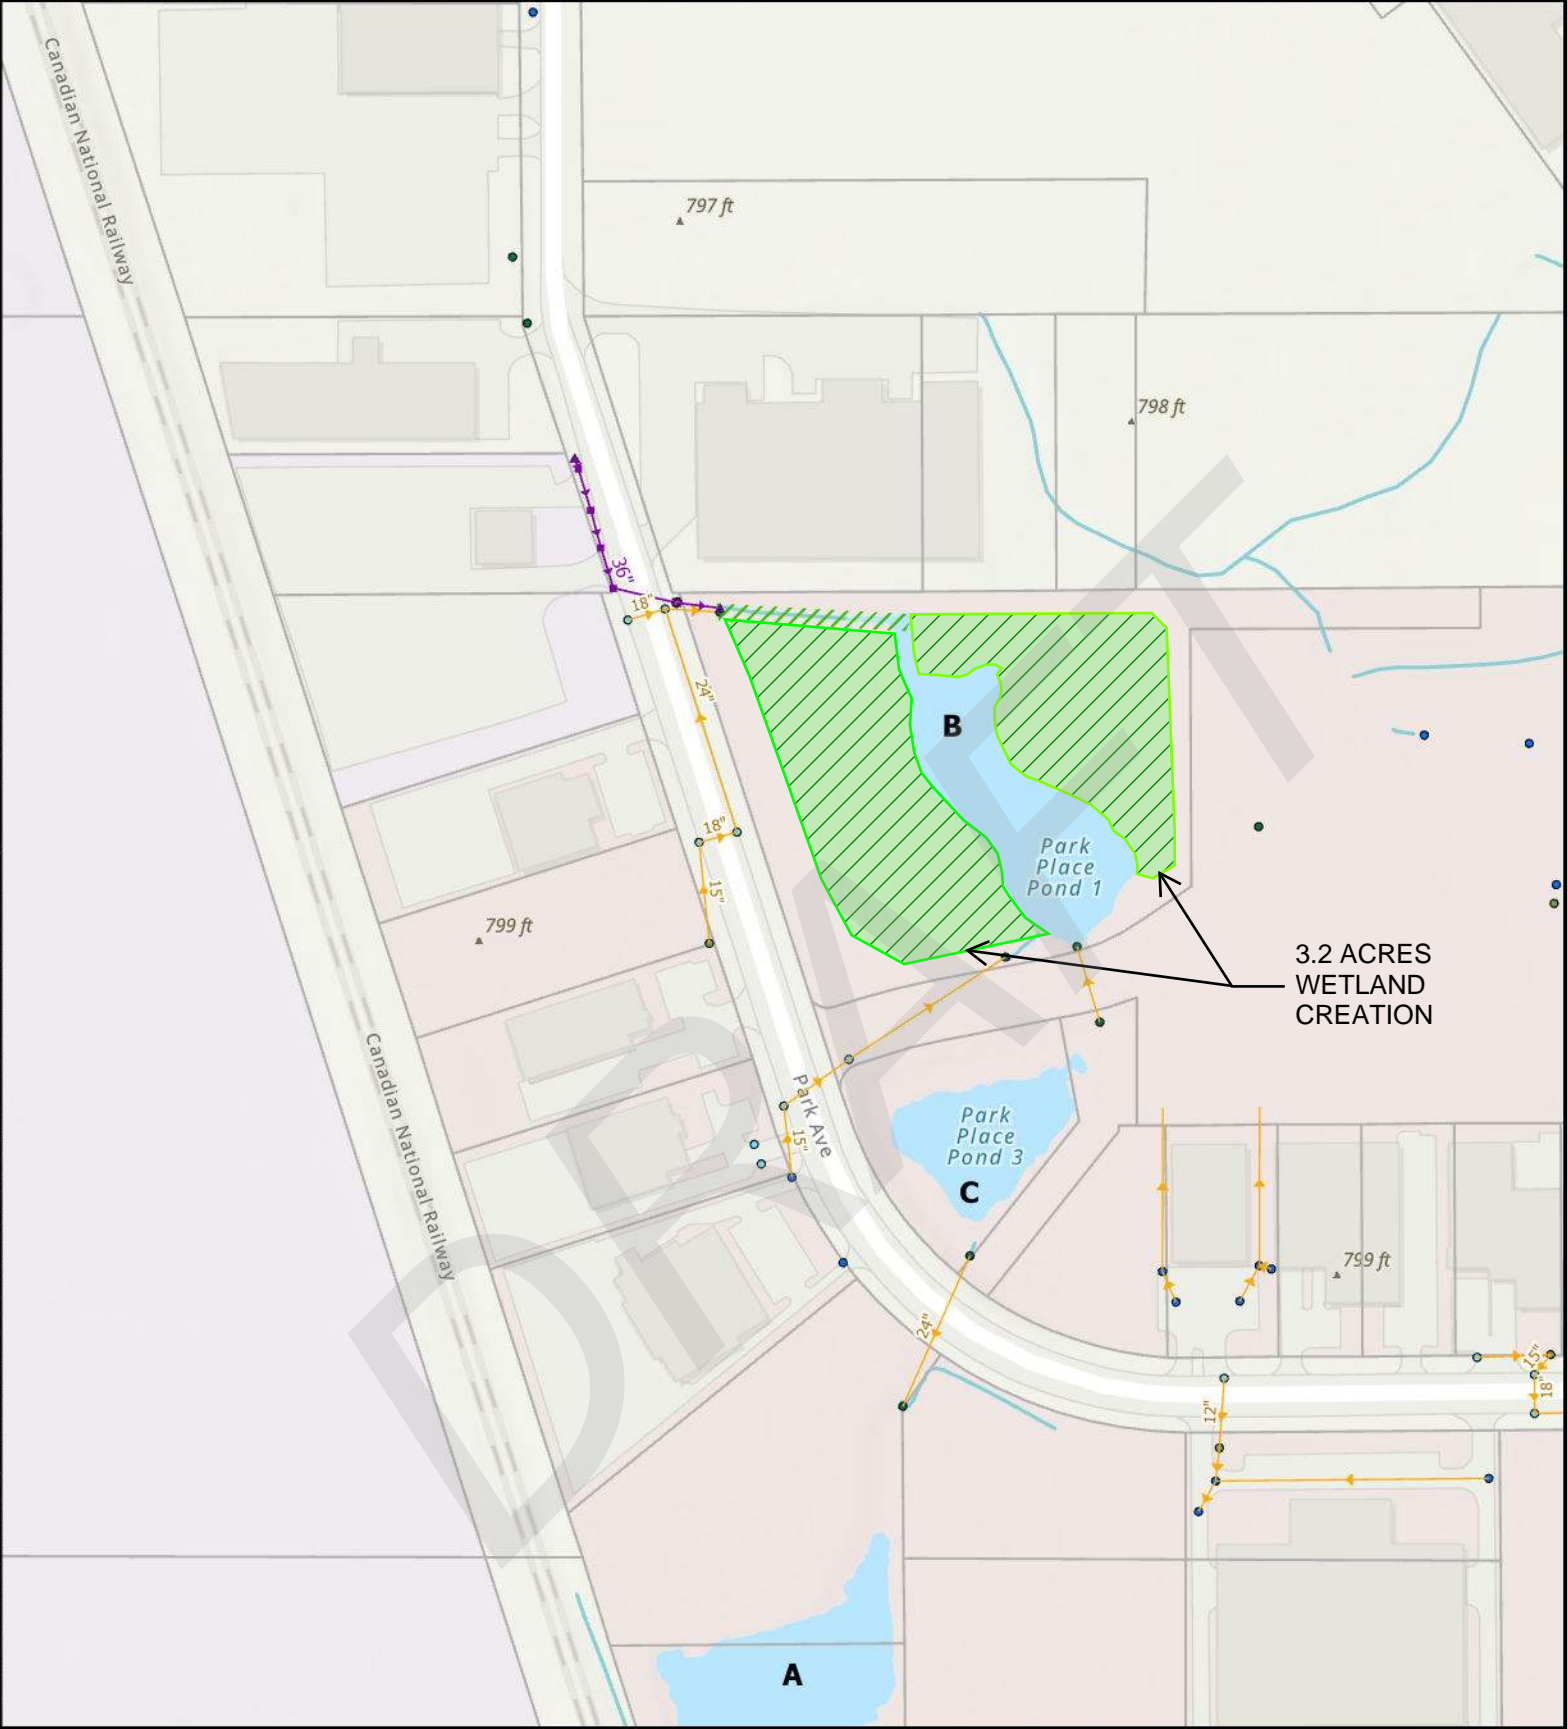 Canadian National Railway
797 ft
798 ft
36"
18"
24"
B
18"
Park
Place
Pond 1
15"
799 ft
3.2 ACRES
WETLAND
CREATION
Canadian National Railway
Park Ave
15"
Park
Place
Pond 3
C
799 ft
24"
15"
18"
12"
A
DRAFT